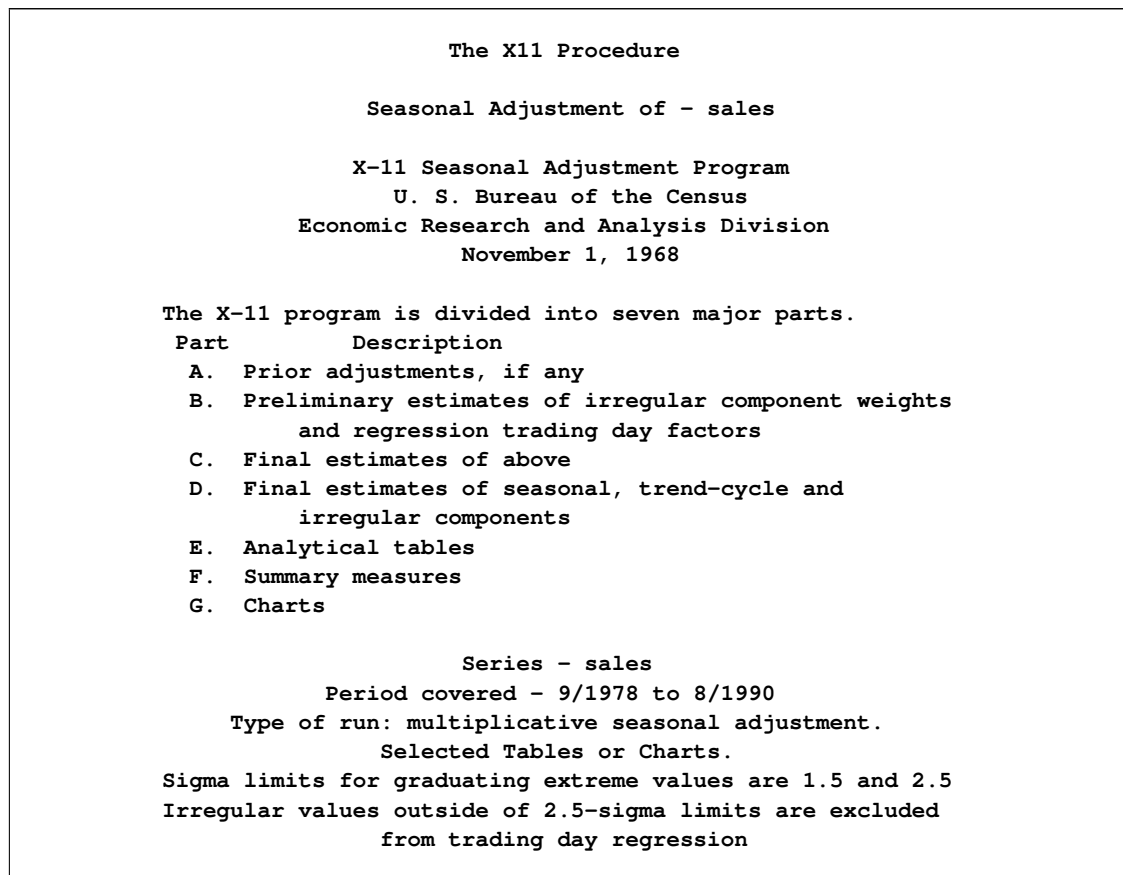 The X11 Procedure
Seasonal Adjustment of - sales
X-11 Seasonal Adjustment Program
U. S. Bureau of the Census
Economic Research and Analysis Division
November 1, 1968
The X-11 program is divided into seven major parts.
Part Description
A. Prior adjustments, if any
B. Preliminary estimates of irregular component weights
and regression trading day factors
C. Final estimates of above
D. Final estimates of seasonal, trend-cycle and
irregular components
E. Analytical tables
F. Summary measures
G. Charts
Series - sales
Period covered - 9/1978 to 8/1990
Type of run: multiplicative seasonal adjustment.
Selected Tables or Charts.
Sigma limits for graduating extreme values are 1.5 and 2.5
Irregular values outside of 2.5-sigma limits are excluded
from trading day regression